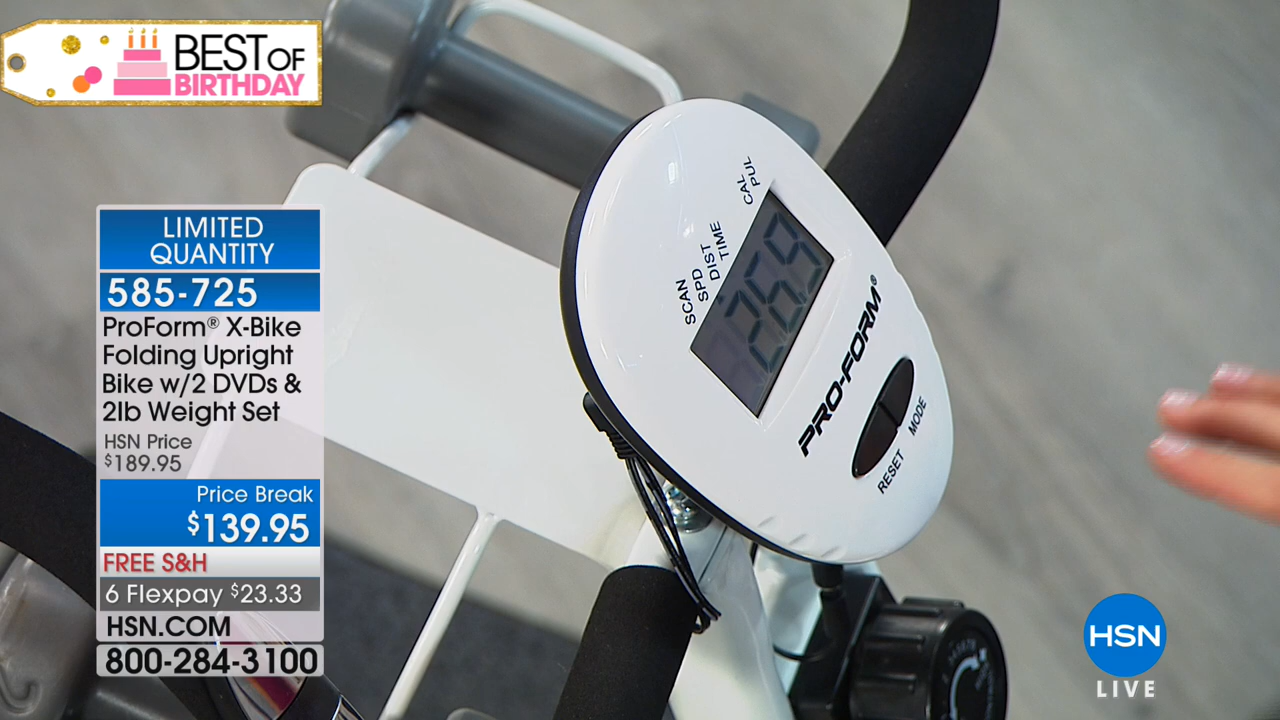 BEST OF
BIRTHDAY
LIMITED
QUANTITY
585-725
ProForm® X-Bike
Folding Upright
Bike w/2 DVDs &
2lb Weight Set
HSN Price
$189.95
Price Break
$139.95
FREE S&H
6 Flexpay $23.33
HSN.COM
800-284-3100
CAL
PUL
SCAN
SPD
DIST
TIME
26.9
PRO-FORM®
RESET
MODE
HSN
LIVE